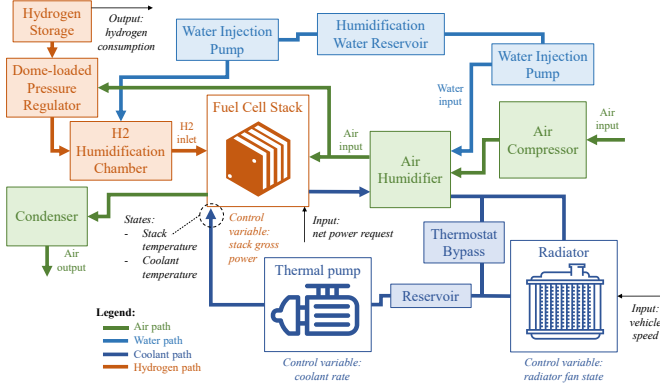 Hydrogen
Storage
Output:
hydrogen
consumption
Water Injection
Pump
Humidification
Water Reservoir
Water Injection
Pump
Dome-loaded
Pressure
Regulator
Fuel Cell Stack
Water
input
H2
Humidification
Chamber
H2
inlet
Air
input
Air
Humidifier
Air
Compressor
Air
input
Condenser
Air
output
States:
- Stack
temperature
- Coolant
temperature
Control
variable:
stack gross
power
Input:
net power request
Thermostat
Bypass
Radiator
Thermal pump
Reservoir
Input:
vehicle
speed
Legend:
Air path
Water path
Coolant path
Hydrogen path
Control variable:
coolant rate
Control variable:
radiator fan state